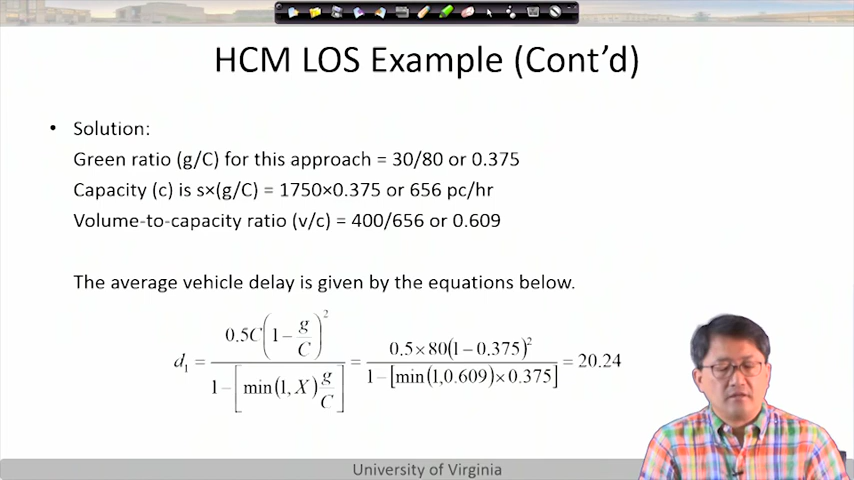 HCM LOS Example (Cont’d)
• Solution:
Green ratio (g/C) for this approach = 30/80 or 0.375
Capacity (c) is s×(g/C) = 1750×0.375 or 656 pc/hr
Volume-to-capacity ratio (v/c) = 400/656 or 0.609
The average vehicle delay is given by the equations below.
d₁ = 0.5C(1 − g/C)² / (1 − [min(1, X) g/C]) = 0.5×80(1−0.375)² / (1−[min(1,0.609)×0.375]) = 20.24
University of Virginia